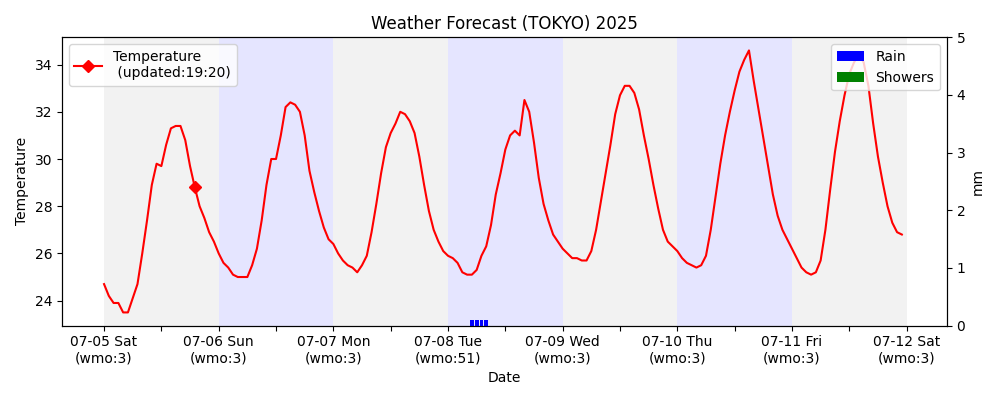 Weather Forecast (TOKYO) 2025
Temperature
(updated:19:20)
Rain
Showers
Temperature
34
32
30
28
26
24
5
4
3
2
1
0
mm
07-05 Sat
(wmo:3)
07-06 Sun
(wmo:3)
07-07 Mon
(wmo:3)
07-08 Tue
(wmo:51)
07-09 Wed
(wmo:3)
07-10 Thu
(wmo:3)
07-11 Fri
(wmo:3)
07-12 Sat
(wmo:3)
Date